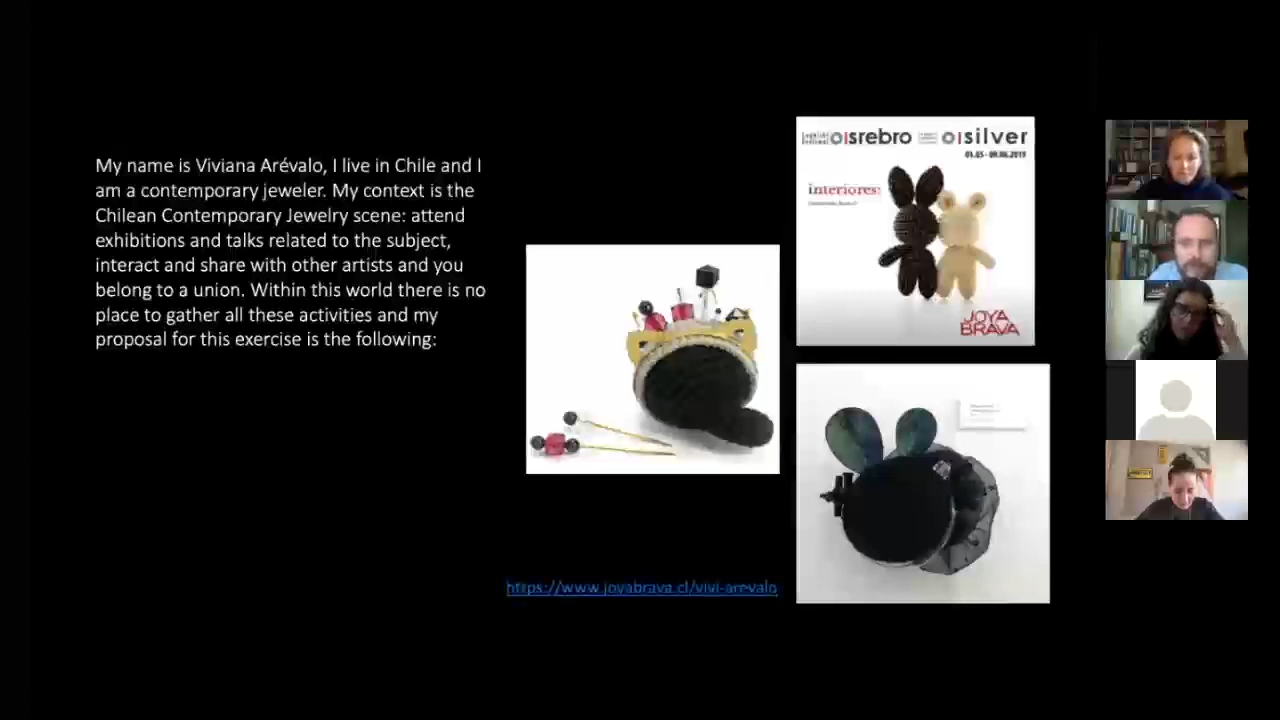 My name is Viviana Arévalo, I live in Chile and I
am a contemporary jeweler. My context is the
Chilean Contemporary Jewelry scene: attend
exhibitions and talks related to the subject,
interact and share with other artists and you
belong to a union. Within this world there is no
place to gather all these activities and my
proposal for this exercise is the following:
srebro
silver
interiores:
JOYA
BRAVA
https://www.joyabrava.cl/vivi-arevalo